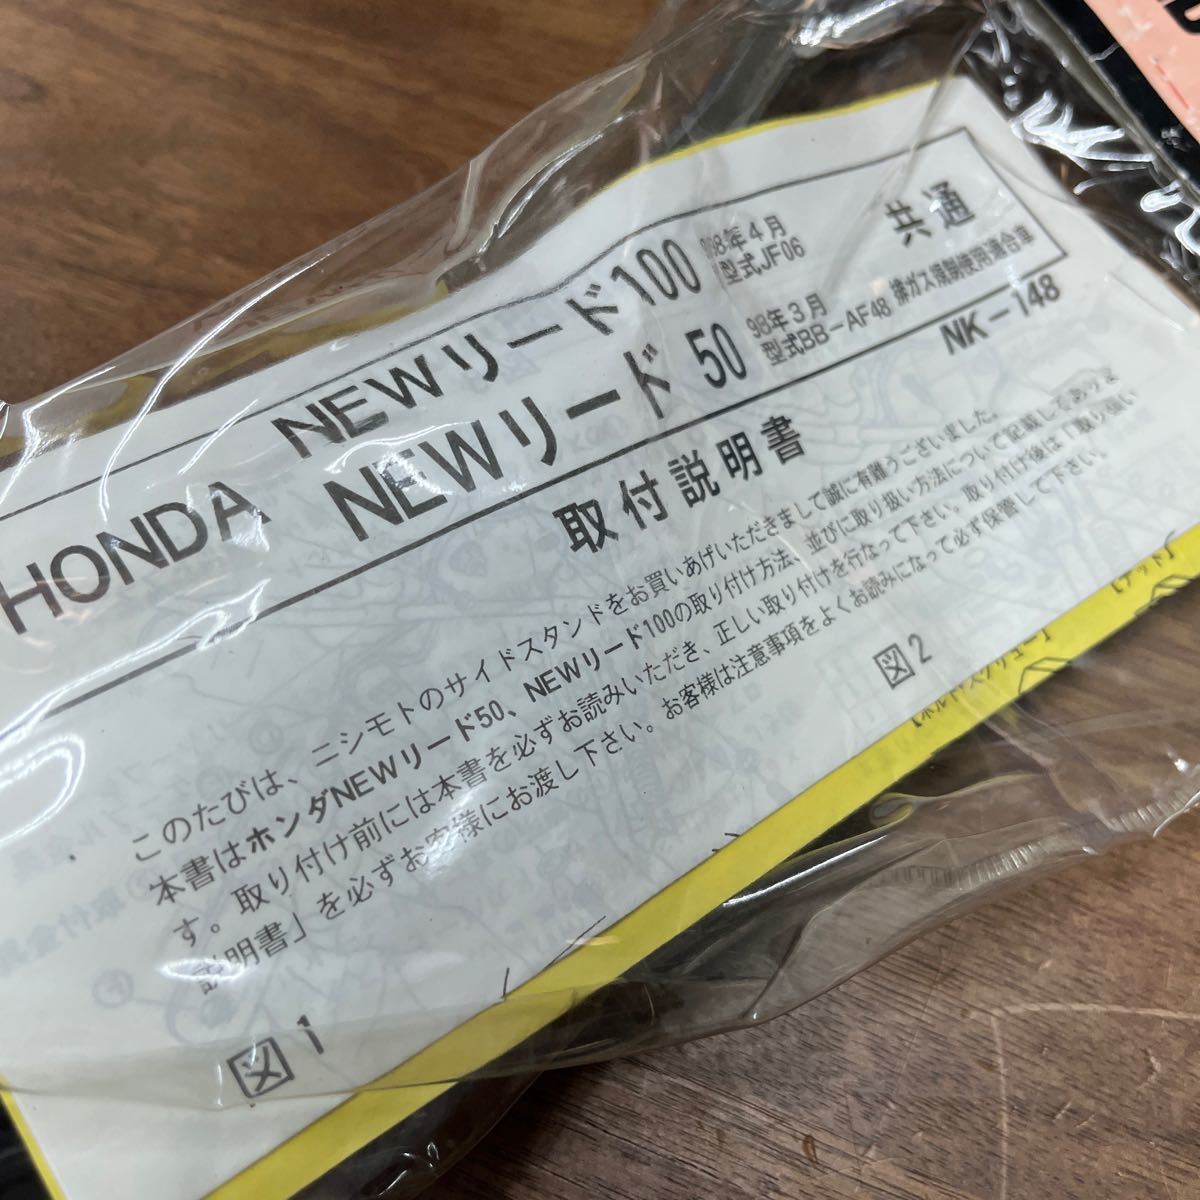 HONDA NEWリード100 '98年4月 型式JF06 共通
NEWリード 50 98年3月 型式BB-AF48 排ガス規制使用適合車
取付説明書 NK-148
このたびは、ニシモトのサイドスタンドをお買いあげいただきまして誠に有難うございました。
本書はホンダNEWリード50、NEWリード100の取り付け方法、並びに取り扱い方法について記載してありま
す。取り付け前には本書を必ずお読みいただき、正しい取り付けを行なって下さい。取り付け後は「取り扱い
説明書」を必ずお客様にお渡し下さい。お客様は注意事項をよくお読みになって必ず保管して下さい。
図1
図2
【ナット】